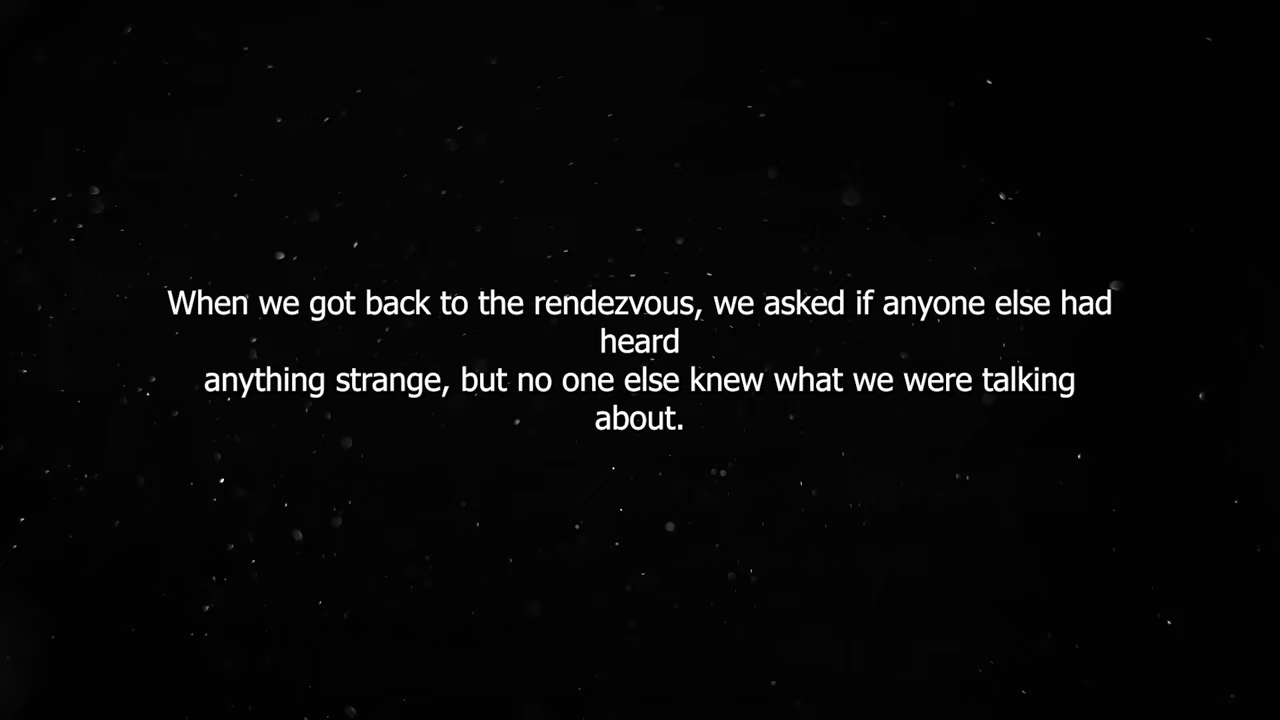 When we got back to the rendezvous, we asked if anyone else had
heard
anything strange, but no one else knew what we were talking
about.